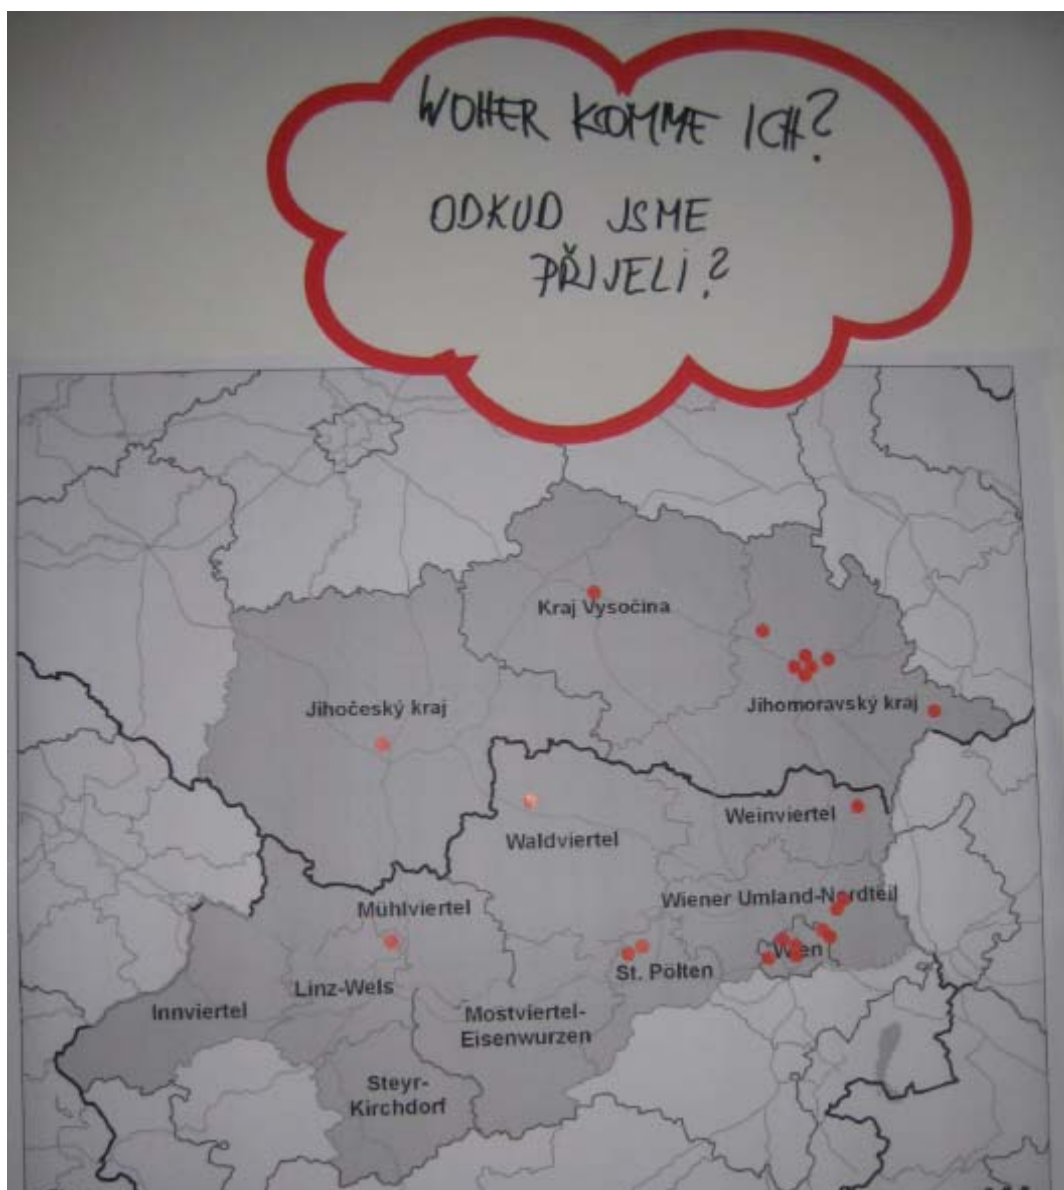 WOHER KOMME ICH?
ODKUD JSME
PŘIJELI?
Kraj Vysočina
Jihočeský kraj
Jihomoravský kraj
Weinviertel
Waldviertel
Wiener Umland-Nordteil
Mühlviertel
Wien
St. Pölten
Linz-Wels
Innviertel
Mostviertel-
Eisenwurzen
Steyr-
Kirchdorf